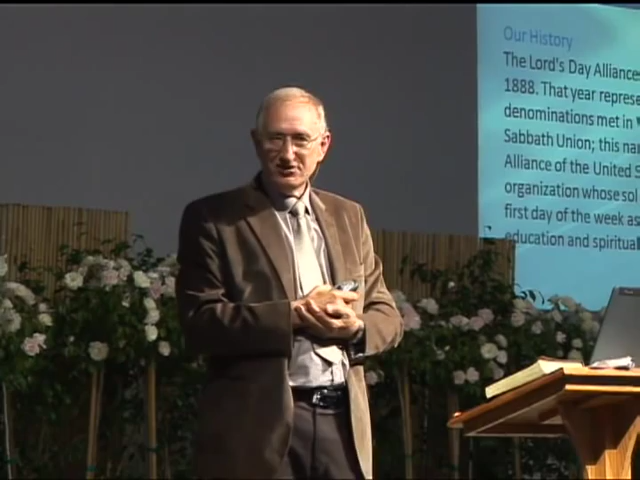 Our History
The Lord's Day Alliance
1888. That year represe
denominations met in
Sabbath Union; this na
Alliance of the United S
organization whose sol
first day of the week as
education and spiritual